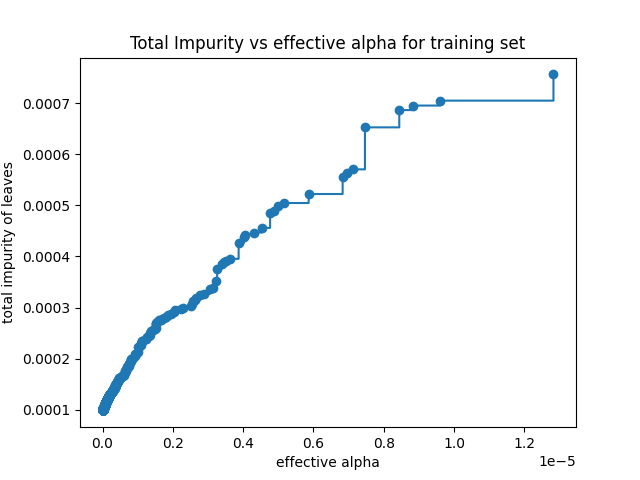 Total Impurity vs effective alpha for training set
total impurity of leaves
0.0007
0.0006
0.0005
0.0004
0.0003
0.0002
0.0001
0.0 0.2 0.4 0.6 0.8 1.0 1.2
1e−5
effective alpha